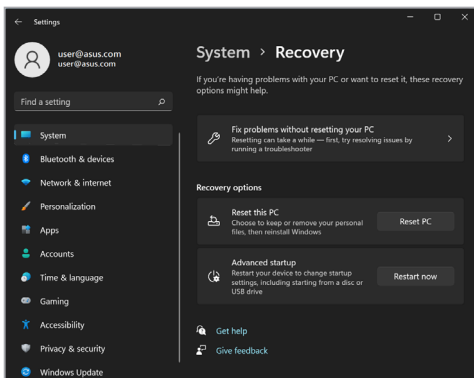 Settings
user@asus.com
user@asus.com
Find a setting
System
Bluetooth & devices
Network & internet
Personalization
Apps
Accounts
Time & language
Gaming
Accessibility
Privacy & security
Windows Update
System > Recovery
If you're having problems with your PC or want to reset it, these recovery
options might help.
Fix problems without resetting your PC
Resetting can take a while — first, try resolving issues by
running a troubleshooter
Recovery options
Reset this PC
Choose to keep or remove your personal
files, then reinstall Windows
Reset PC
Advanced startup
Restart your device to change startup
settings, including starting from a disc or
USB drive
Restart now
Get help
Give feedback